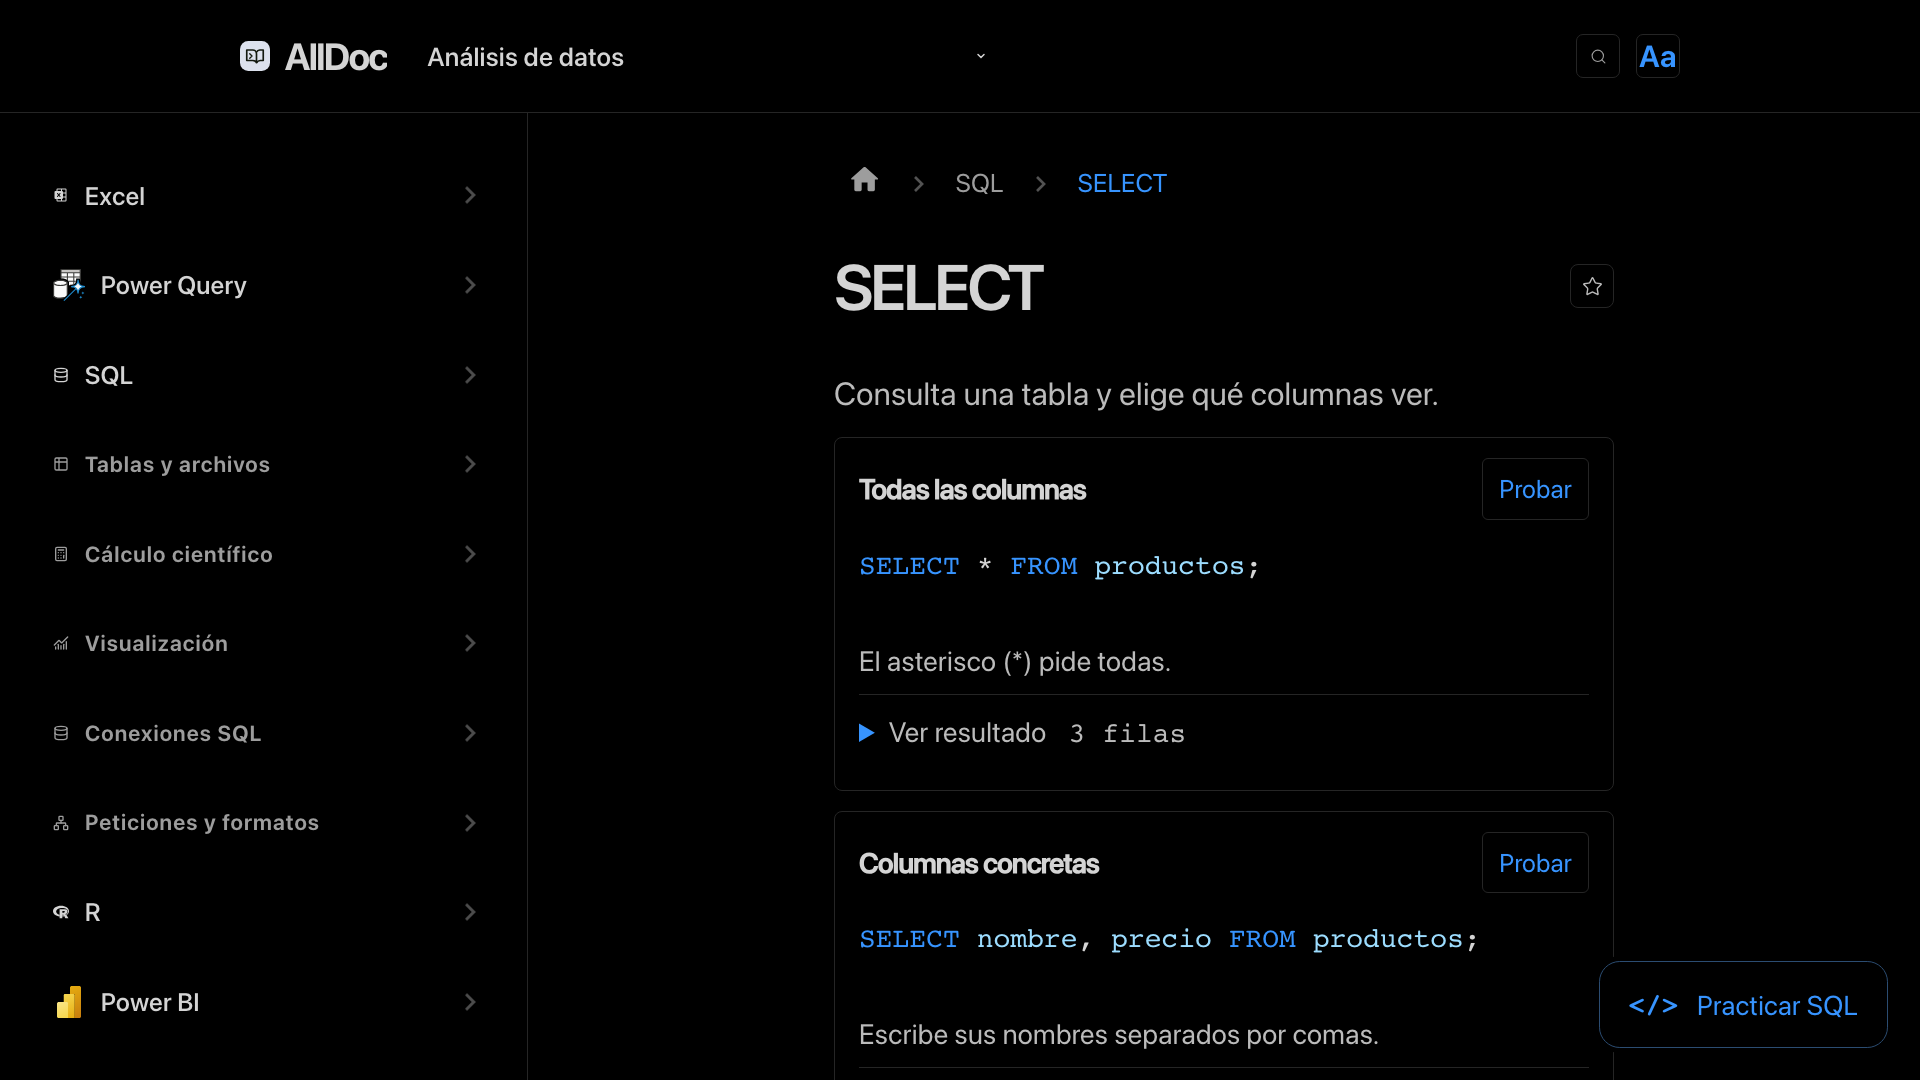 AllDoc
Análisis de datos
Aa
Excel
Power Query
SQL
Tablas y archivos
Cálculo científico
Visualización
Conexiones SQL
Peticiones y formatos
R
Power BI
SQL
SELECT
SELECT
Consulta una tabla y elige qué columnas ver.
Todas las columnas
Probar
SELECT * FROM productos;
El asterisco (*) pide todas.
Ver resultado 3 filas
Columnas concretas
Probar
SELECT nombre, precio FROM productos;
Escribe sus nombres separados por comas.
</> Practicar SQL